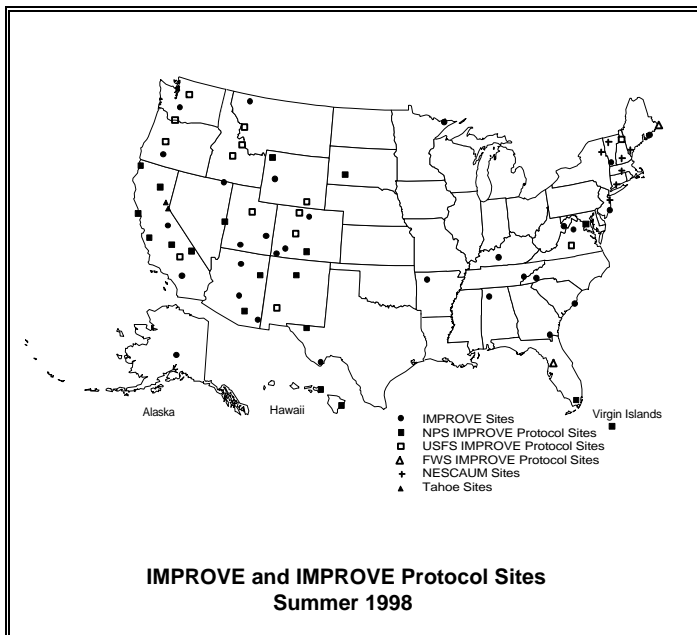 Alaska
Hawaii
Virgin Islands
IMPROVE Sites
NPS IMPROVE Protocol Sites
USFS IMPROVE Protocol Sites
FWS IMPROVE Protocol Sites
NESCAUM Sites
Tahoe Sites
IMPROVE and IMPROVE Protocol Sites
Summer 1998